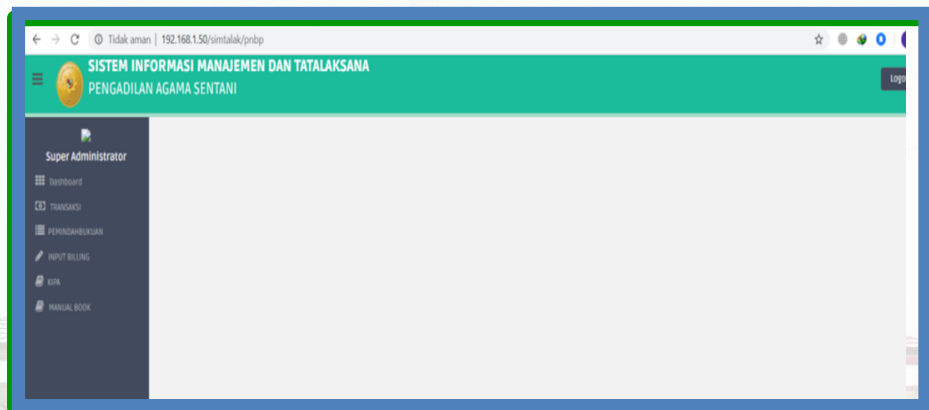 Tidak aman | 192.168.1.50/simtalak/pnbp
SISTEM INFORMASI MANAJEMEN DAN TATALAKSANA
PENGADILAN AGAMA SENTANI
Logo
Super Administrator
Dashboard
TRANSAKSI
PEMINDAHBUKUAN
INPUT BILLING
KIPA
MANUAL BOOK